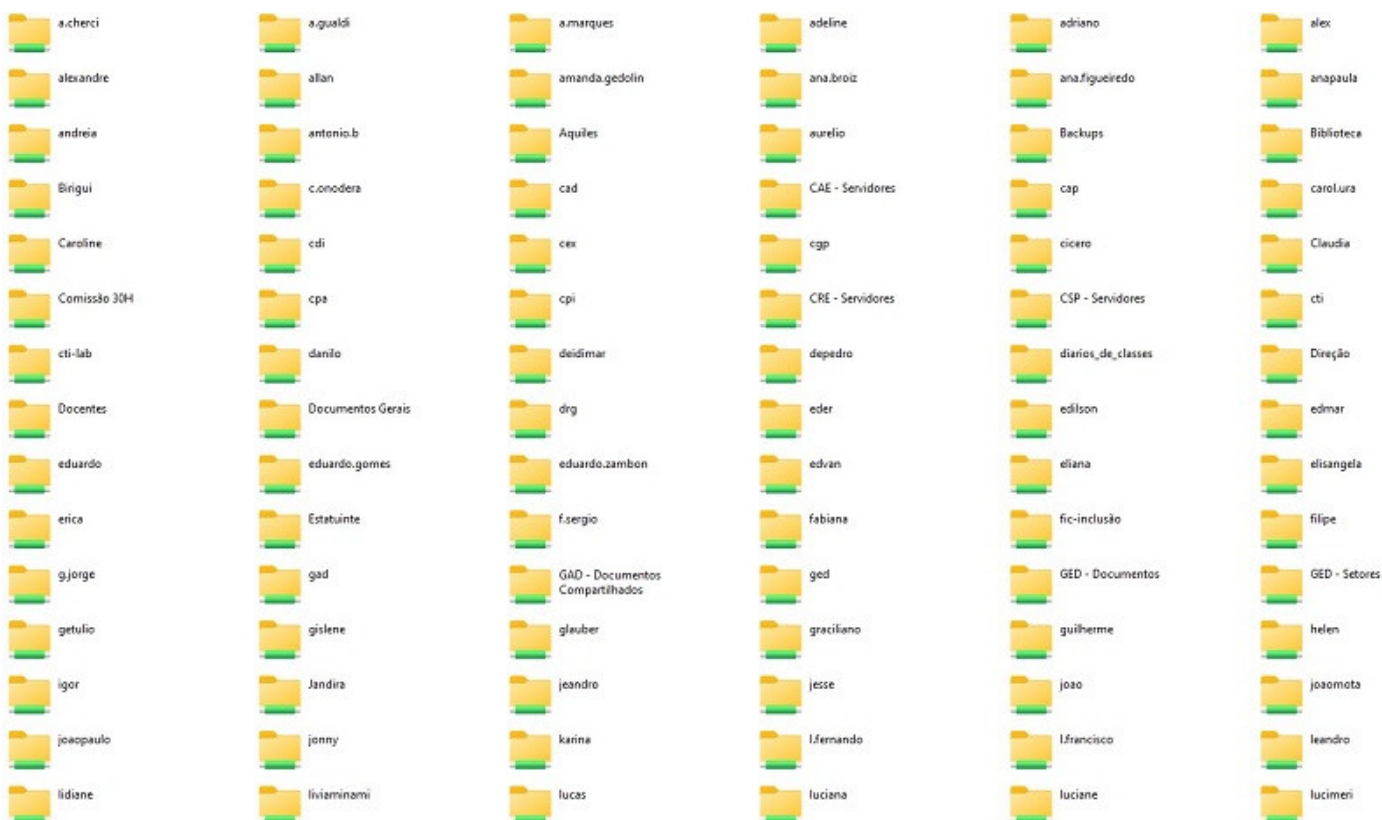 a.cherci
a.gualdi
a.marques
adeline
adriano
alex
alexandre
allan
amanda.gedolin
ana.broiz
ana.figueiredo
anapaula
andreia
antonio.b
Aquiles
aurelio
Backups
Biblioteca
Birigui
c.onodera
cad
CAE - Servidores
cap
carol.ura
Caroline
cdi
cex
cgp
cicero
Claudia
Comissão 30H
cpa
cpi
CRE - Servidores
CSP - Servidores
cti
cti-lab
danilo
deidimar
depedro
diarios_de_classes
Direção
Docentes
Documentos Gerais
drg
eder
edilson
edmar
eduardo
eduardo.gomes
eduardo.zambon
edvan
eliana
elisangela
erica
Estatuinte
f.sergio
fabiana
fic-inclusão
filipe
g.jorge
gad
GAD - Documentos
Compartilhados
ged
GED - Documentos
GED - Setores
getulio
gislene
glauber
graciliano
guilherme
helen
igor
Jandira
jeandro
jesse
joao
joaomota
joaopaulo
jonny
karina
l.fernando
l.francisco
leandro
lidiane
liviaminami
lucas
luciana
luciane
lucimeri